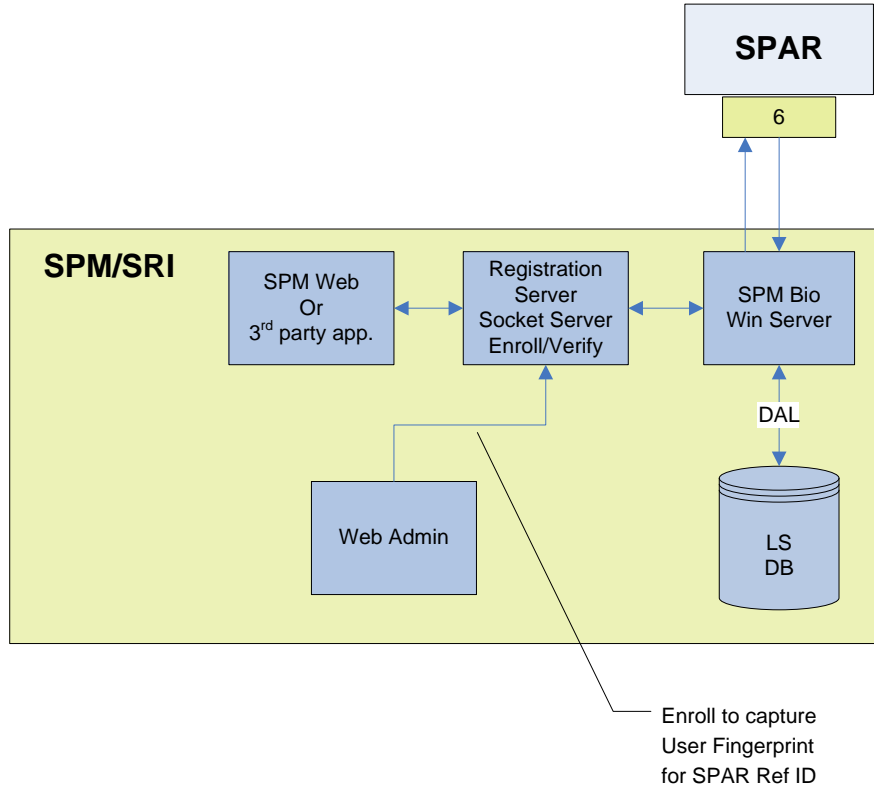 SPAR
6
SPM/SRI
SPM Web
Or
3rd party app.
Registration
Server
Socket Server
Enroll/Verify
SPM Bio
Win Server
DAL
Web Admin
LS
DB
Enroll to capture
User Fingerprint
for SPAR Ref ID